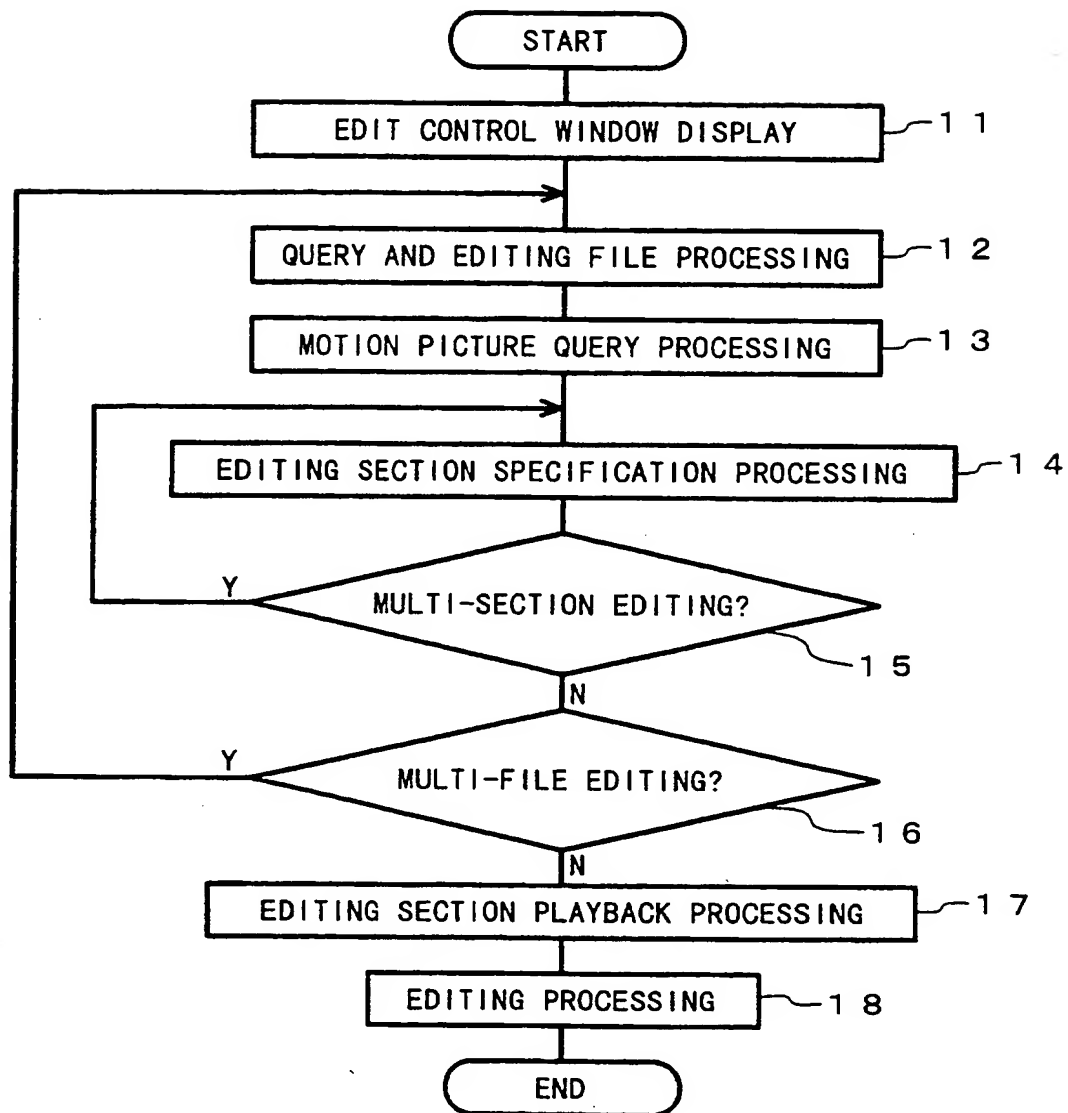 START
EDIT CONTROL WINDOW DISPLAY
11
QUERY AND EDITING FILE PROCESSING
12
MOTION PICTURE QUERY PROCESSING
13
EDITING SECTION SPECIFICATION PROCESSING
14
Y
MULTI-SECTION EDITING?
15
N
Y
MULTI-FILE EDITING?
16
N
EDITING SECTION PLAYBACK PROCESSING
17
EDITING PROCESSING
18
END